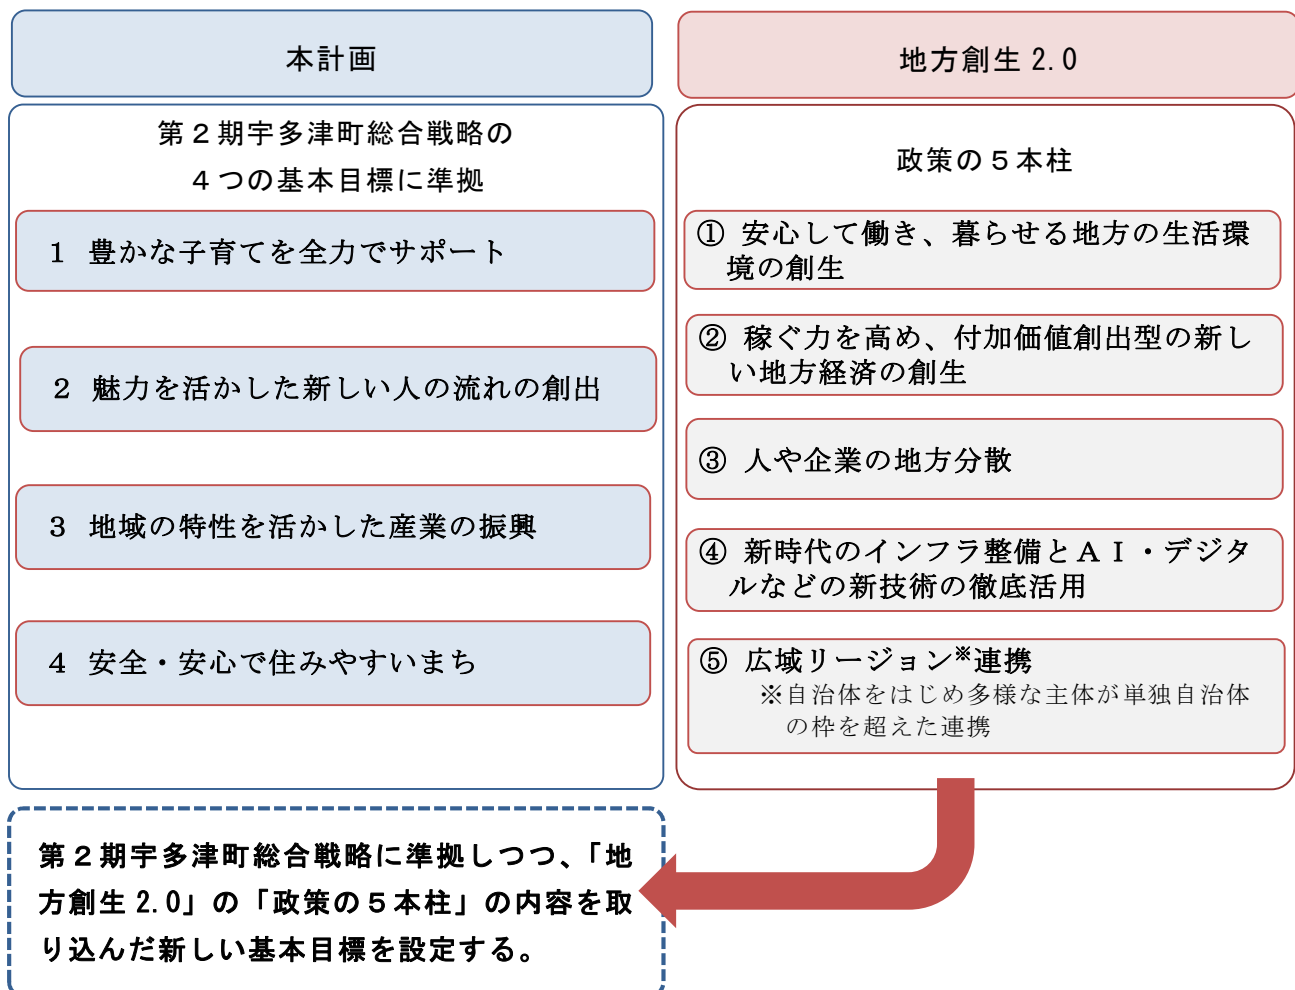 本計画
第２期宇多津町総合戦略の
４つの基本目標に準拠
1 豊かな子育てを全力でサポート
2 魅力を活かした新しい人の流れの創出
3 地域の特性を活かした産業の振興
4 安全・安心で住みやすいまち
地方創生 2.0
政策の５本柱
① 安心して働き、暮らせる地方の生活環
境の創生
② 稼ぐ力を高め、付加価値創出型の新し
い地方経済の創生
③ 人や企業の地方分散
④ 新時代のインフラ整備とＡＩ・デジタ
ルなどの新技術の徹底活用
⑤ 広域リージョン※連携
※自治体をはじめ多様な主体が単独自治体
の枠を超えた連携
第２期宇多津町総合戦略に準拠しつつ、「地
方創生 2.0」の「政策の５本柱」の内容を取
り込んだ新しい基本目標を設定する。